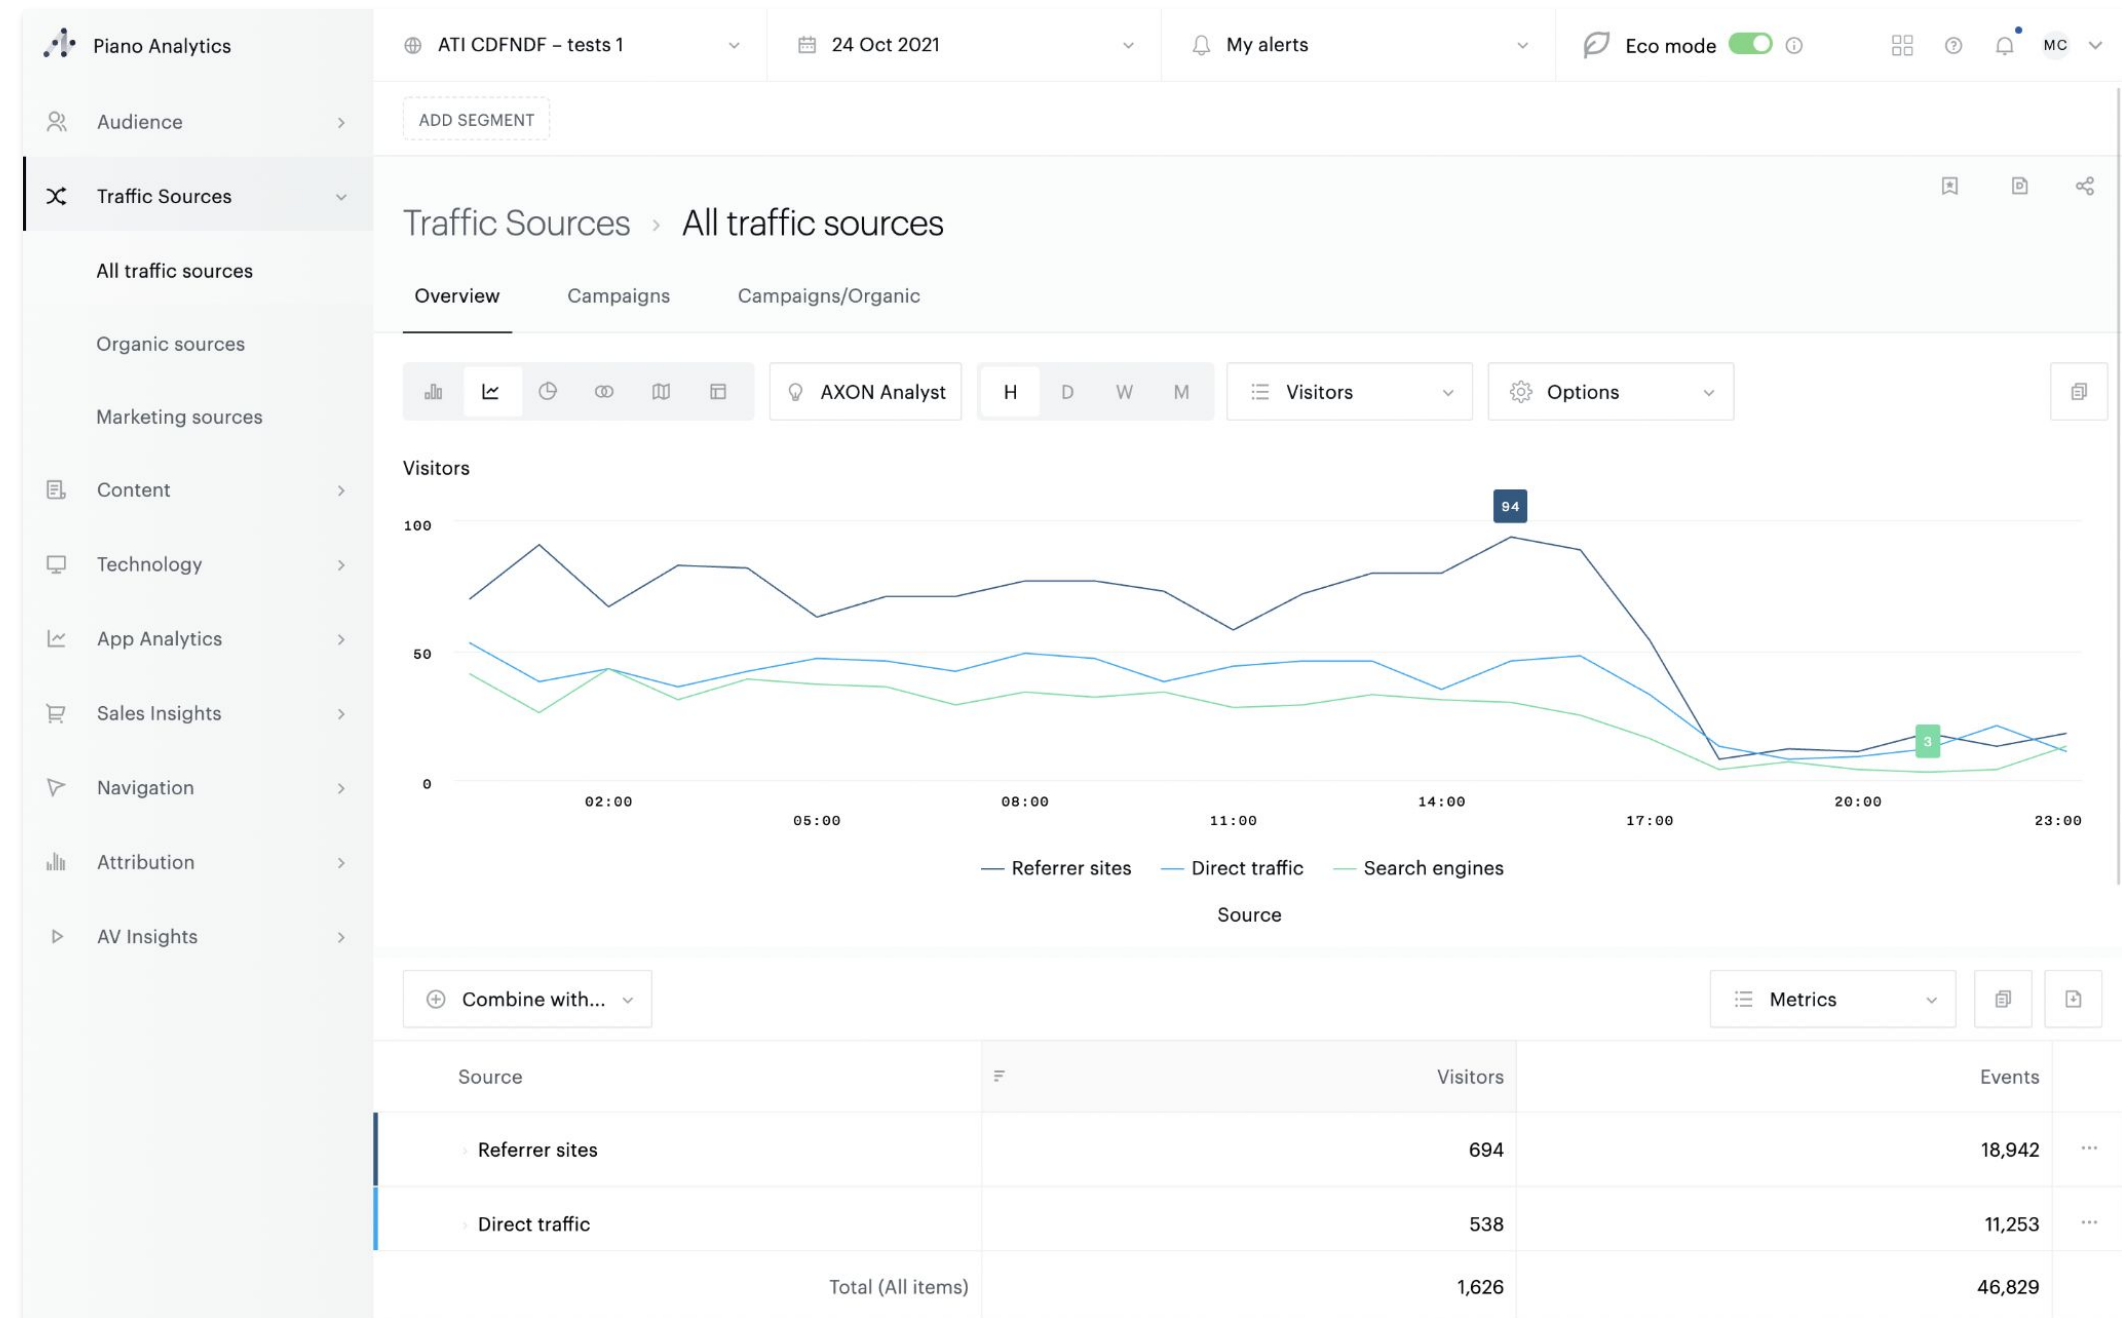 Piano Analytics
ATI CDFNDF – tests 1
24 Oct 2021
My alerts
Eco mode
MC
Audience
Traffic Sources
All traffic sources
Organic sources
Marketing sources
Content
Technology
App Analytics
Sales Insights
Navigation
Attribution
AV Insights
ADD SEGMENT
Traffic Sources › All traffic sources
Overview Campaigns Campaigns/Organic
AXON Analyst H D W M Visitors Options
Visitors
94
100
50
3
0
02:00 08:00 14:00 20:00
05:00 11:00 17:00 23:00
Referrer sites Direct traffic Search engines
Source
Combine with... Metrics
Source Visitors Events
Referrer sites 694 18,942
Direct traffic 538 11,253
Total (All items) 1,626 46,829